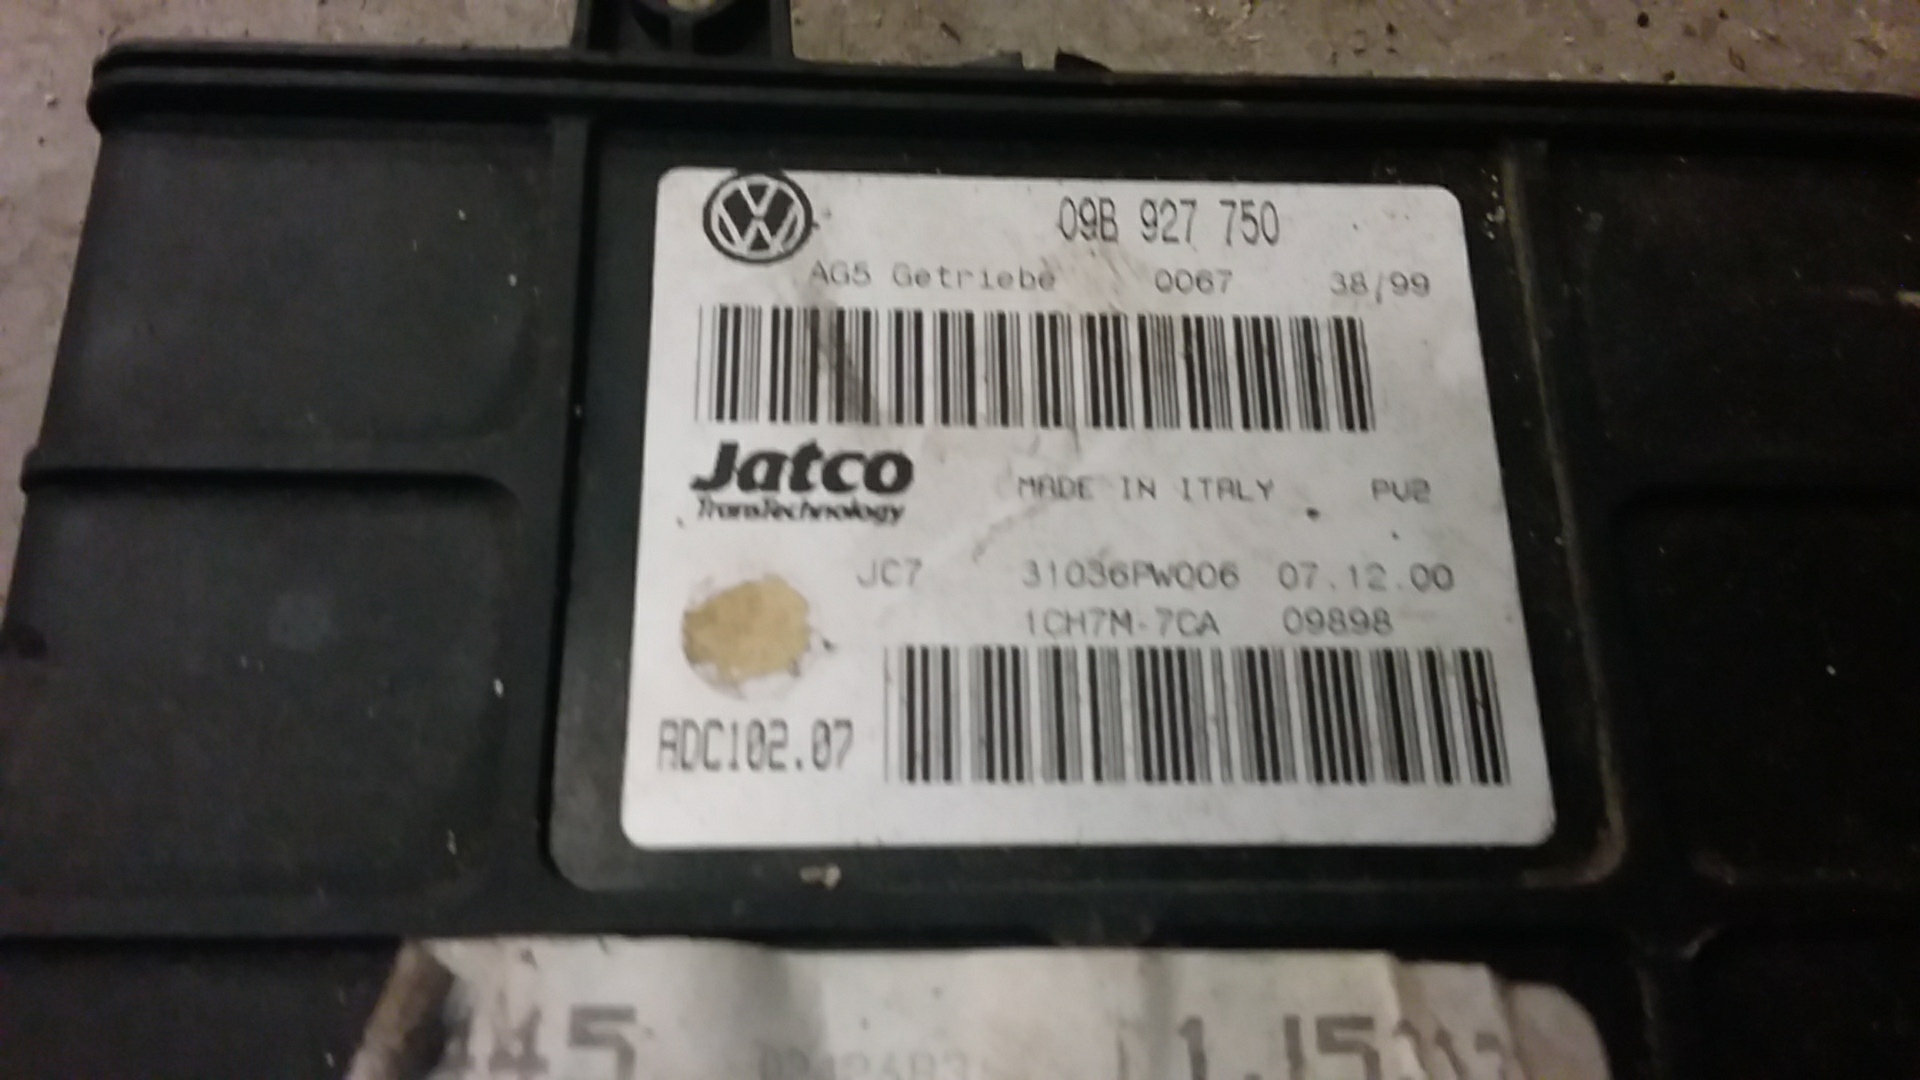 09B 927 750
AG5 Getriebe 0067 38/99
Jatco
TransTechnology
MADE IN ITALY PV2
JC7 31036PW006 07.12.00
1CH7M-7CA 09898
ADC102.07